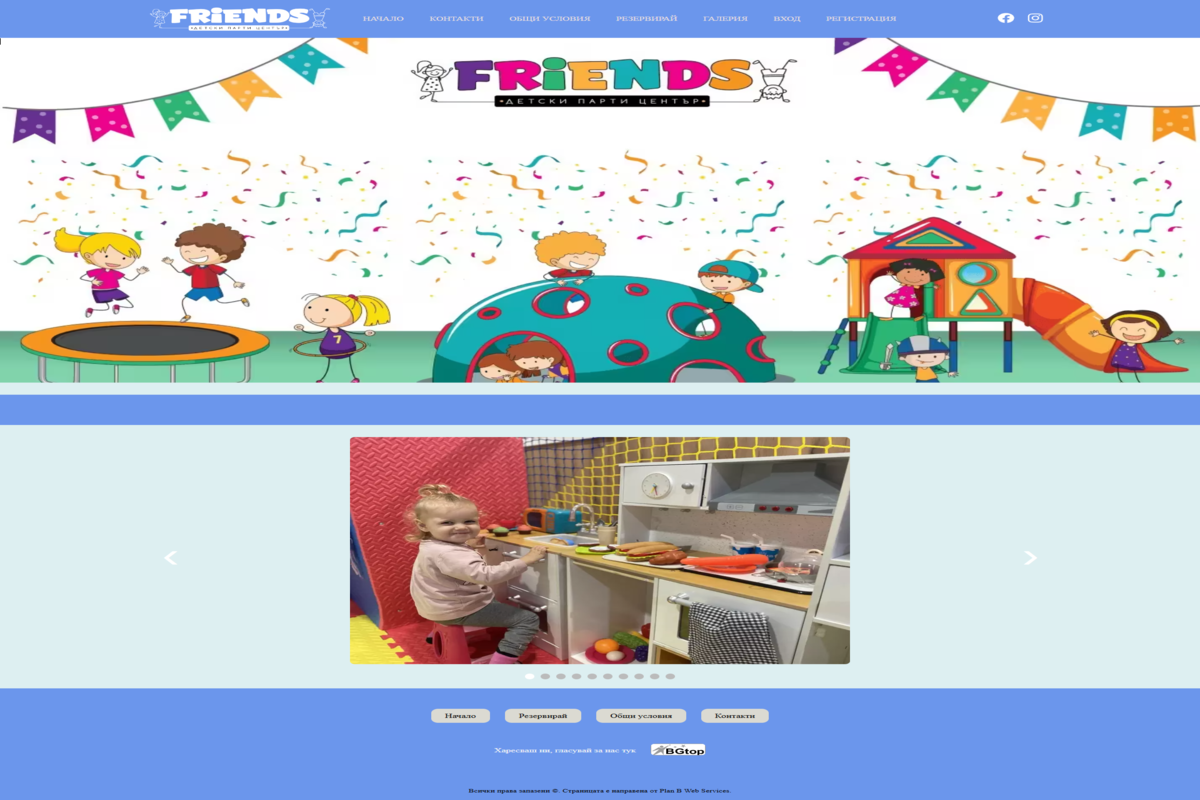 FRiENDS
•ДЕТСКИ ПАРТИ ЦЕНТЪР•
НАЧАЛО КОНТАКТИ ОБЩИ УСЛОВИЯ РЕЗЕРВИРАЙ ГАЛЕРИЯ ВХОД РЕГИСТРАЦИЯ
FRiENDS
•ДЕТСКИ ПАРТИ ЦЕНТЪР•
7
Начало Резервирай Общи условия Контакти
Харесваш ни, гласувай за нас тук BGtop
Всички права запазени ©. Страницата е направена от Plan B Web Services.